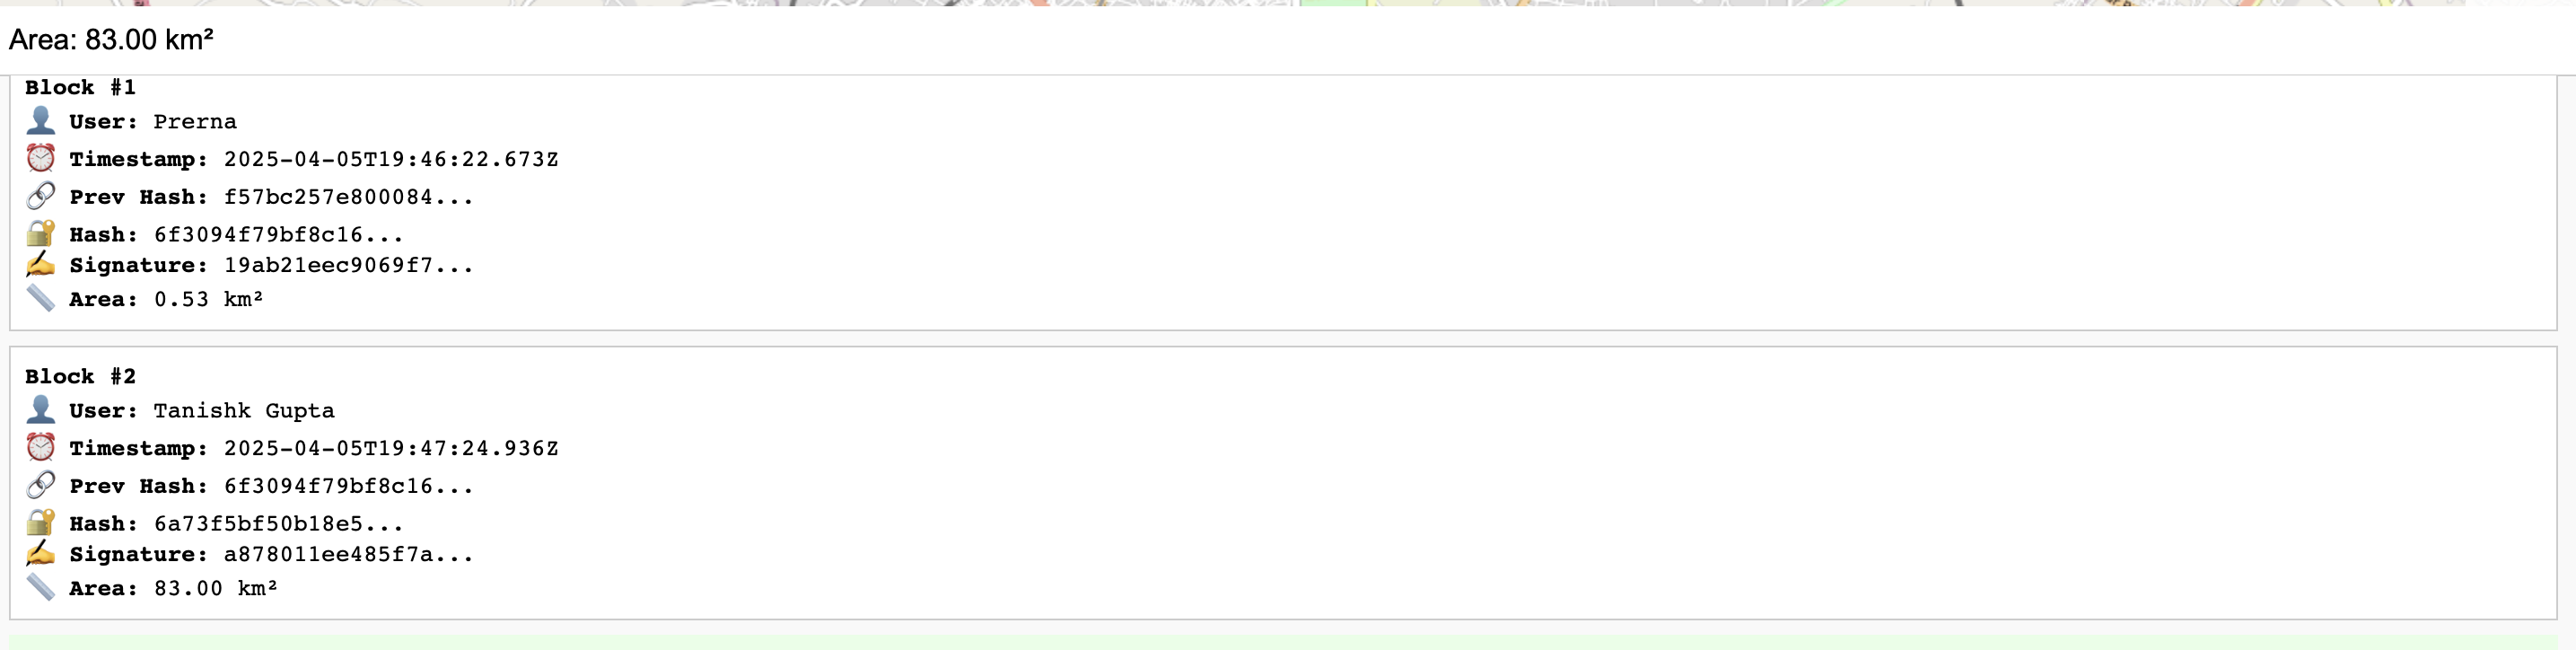 Area: 83.00 km²
Block #1
User: Prerna
Timestamp: 2025-04-05T19:46:22.673Z
Prev Hash: f57bc257e800084...
Hash: 6f3094f79bf8c16...
Signature: 19ab21eec9069f7...
Area: 0.53 km²
Block #2
User: Tanishk Gupta
Timestamp: 2025-04-05T19:47:24.936Z
Prev Hash: 6f3094f79bf8c16...
Hash: 6a73f5bf50b18e5...
Signature: a878011ee485f7a...
Area: 83.00 km²